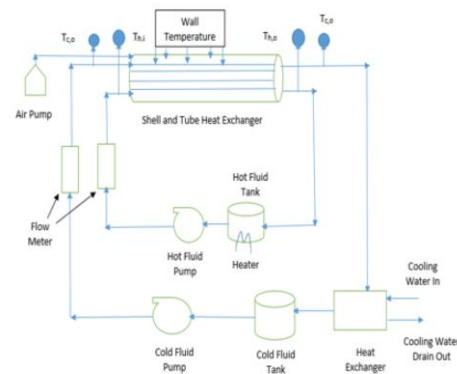 Wall
Temperature
T_c,o
T_h,i
T_h,o
T_c,o
Air Pump
Shell and Tube Heat Exchanger
Flow
Meter
Hot Fluid
Tank
Hot Fluid
Pump
Heater
Cooling
Water In
Cooling Water
Drain Out
Cold Fluid
Pump
Cold Fluid
Tank
Heat
Exchanger